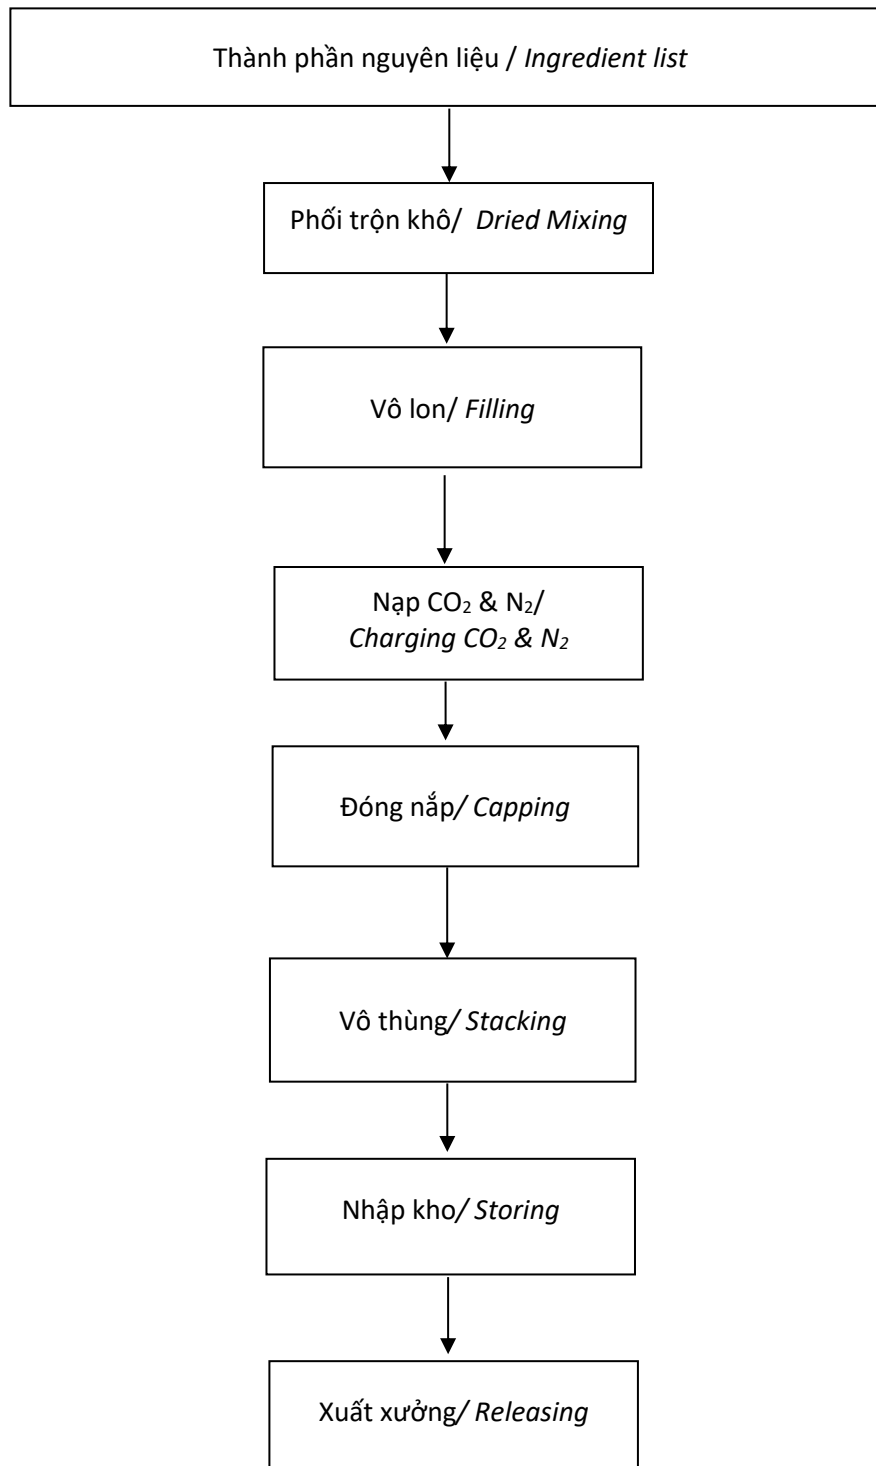 Thành phần nguyên liệu / Ingredient list
Phối trộn khô/ Dried Mixing
Vô lon/ Filling
Nạp CO₂ & N₂/
Charging CO₂ & N₂
Đóng nắp/ Capping
Vô thùng/ Stacking
Nhập kho/ Storing
Xuất xưởng/ Releasing